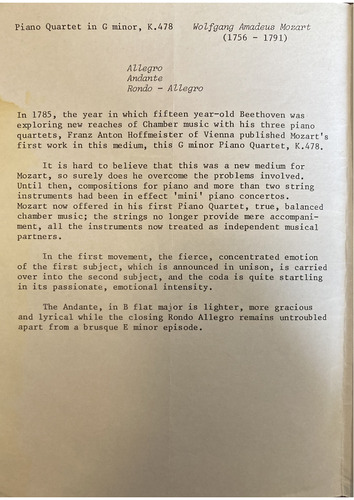 Piano Quartet in G minor, K.478 Wolfgang Amadeus Mozart
(1756 - 1791)
Allegro
Andante
Rondo - Allegro
In 1785, the year in which fifteen year-old Beethoven was
exploring new reaches of Chamber music with his three piano
quartets, Franz Anton Hoffmeister of Vienna published Mozart's
first work in this medium, this G minor Piano Quartet, K.478.
It is hard to believe that this was a new medium for
Mozart, so surely does he overcome the problems involved.
Until then, compositions for piano and more than two string
instruments had been in effect 'mini' piano concertos.
Mozart now offered in his first Piano Quartet, true, balanced
chamber music; the strings no longer provide mere accompani-
ment, all the instruments now treated as independent musical
partners.
In the first movement, the fierce, concentrated emotion
of the first subject, which is announced in unison, is carried
over into the second subject, and the coda is quite startling
in its passionate, emotional intensity.
The Andante, in B flat major is lighter, more gracious
and lyrical while the closing Rondo Allegro remains untroubled
apart from a brusque E minor episode.